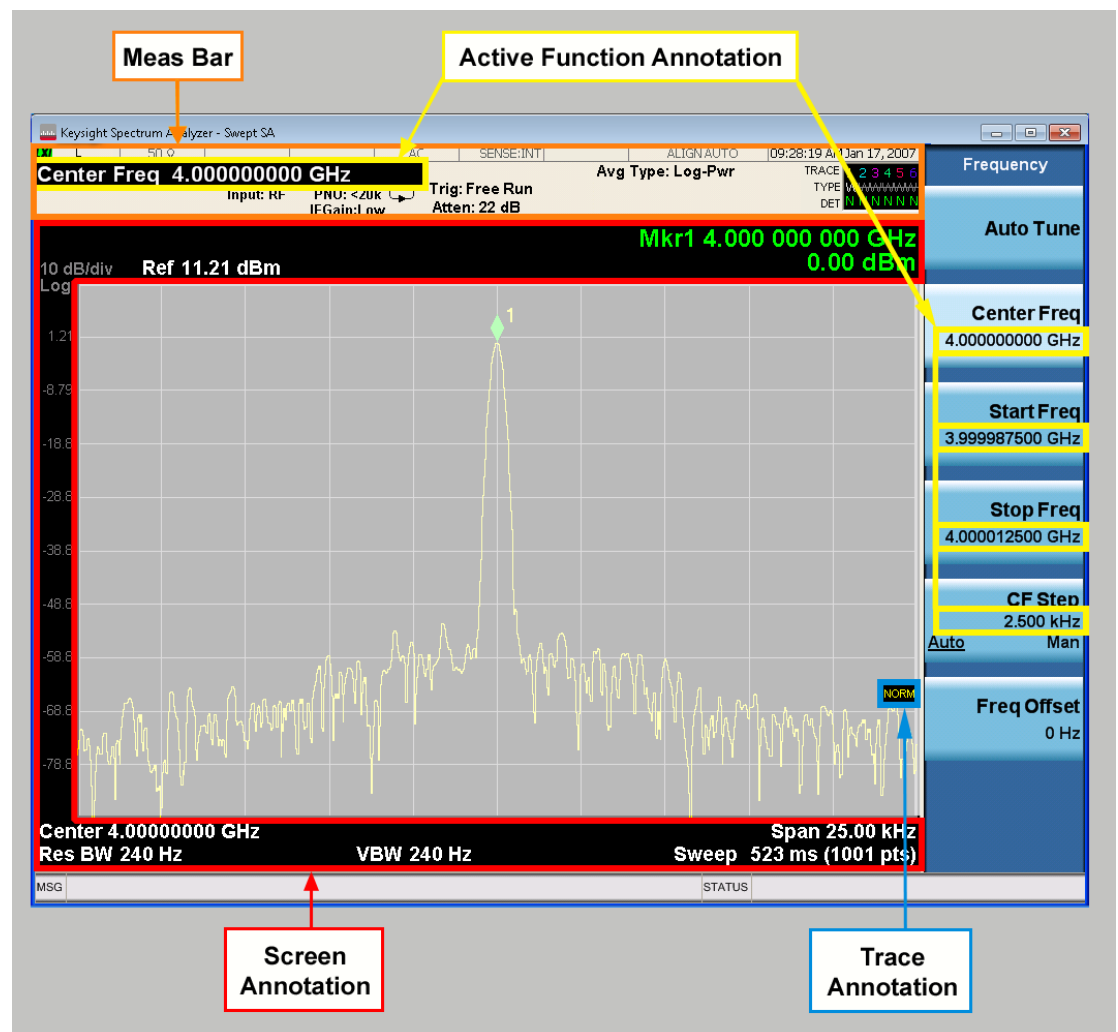 Meas Bar
Active Function Annotation
Keysight Spectrum Analyzer - Swept SA
L 50 Ω AC SENSE:INT ALIGN AUTO 09:28:19 AM Jan 17, 2007
Center Freq 4.000000000 GHz
Input: RF
PNO: <20k
IFGain:Low
Trig: Free Run
Atten: 22 dB
Avg Type: Log-Pwr
TRACE 2 3 4 5 6
TYPE
DET N N N N N N
Mkr1 4.000 000 000 GHz
0.00 dBm
10 dB/div Ref 11.21 dBm
Log
1
1.21
-8.79
-18.8
-28.8
-38.8
-48.8
-58.8
-68.8
-78.8
NORM
Center 4.00000000 GHz Span 25.00 kHz
Res BW 240 Hz VBW 240 Hz Sweep 523 ms (1001 pts)
MSG STATUS
Frequency
Auto Tune
Center Freq
4.000000000 GHz
Start Freq
3.999987500 GHz
Stop Freq
4.000012500 GHz
CF Step
2.500 kHz
Auto Man
Freq Offset
0 Hz
Screen
Annotation
Trace
Annotation